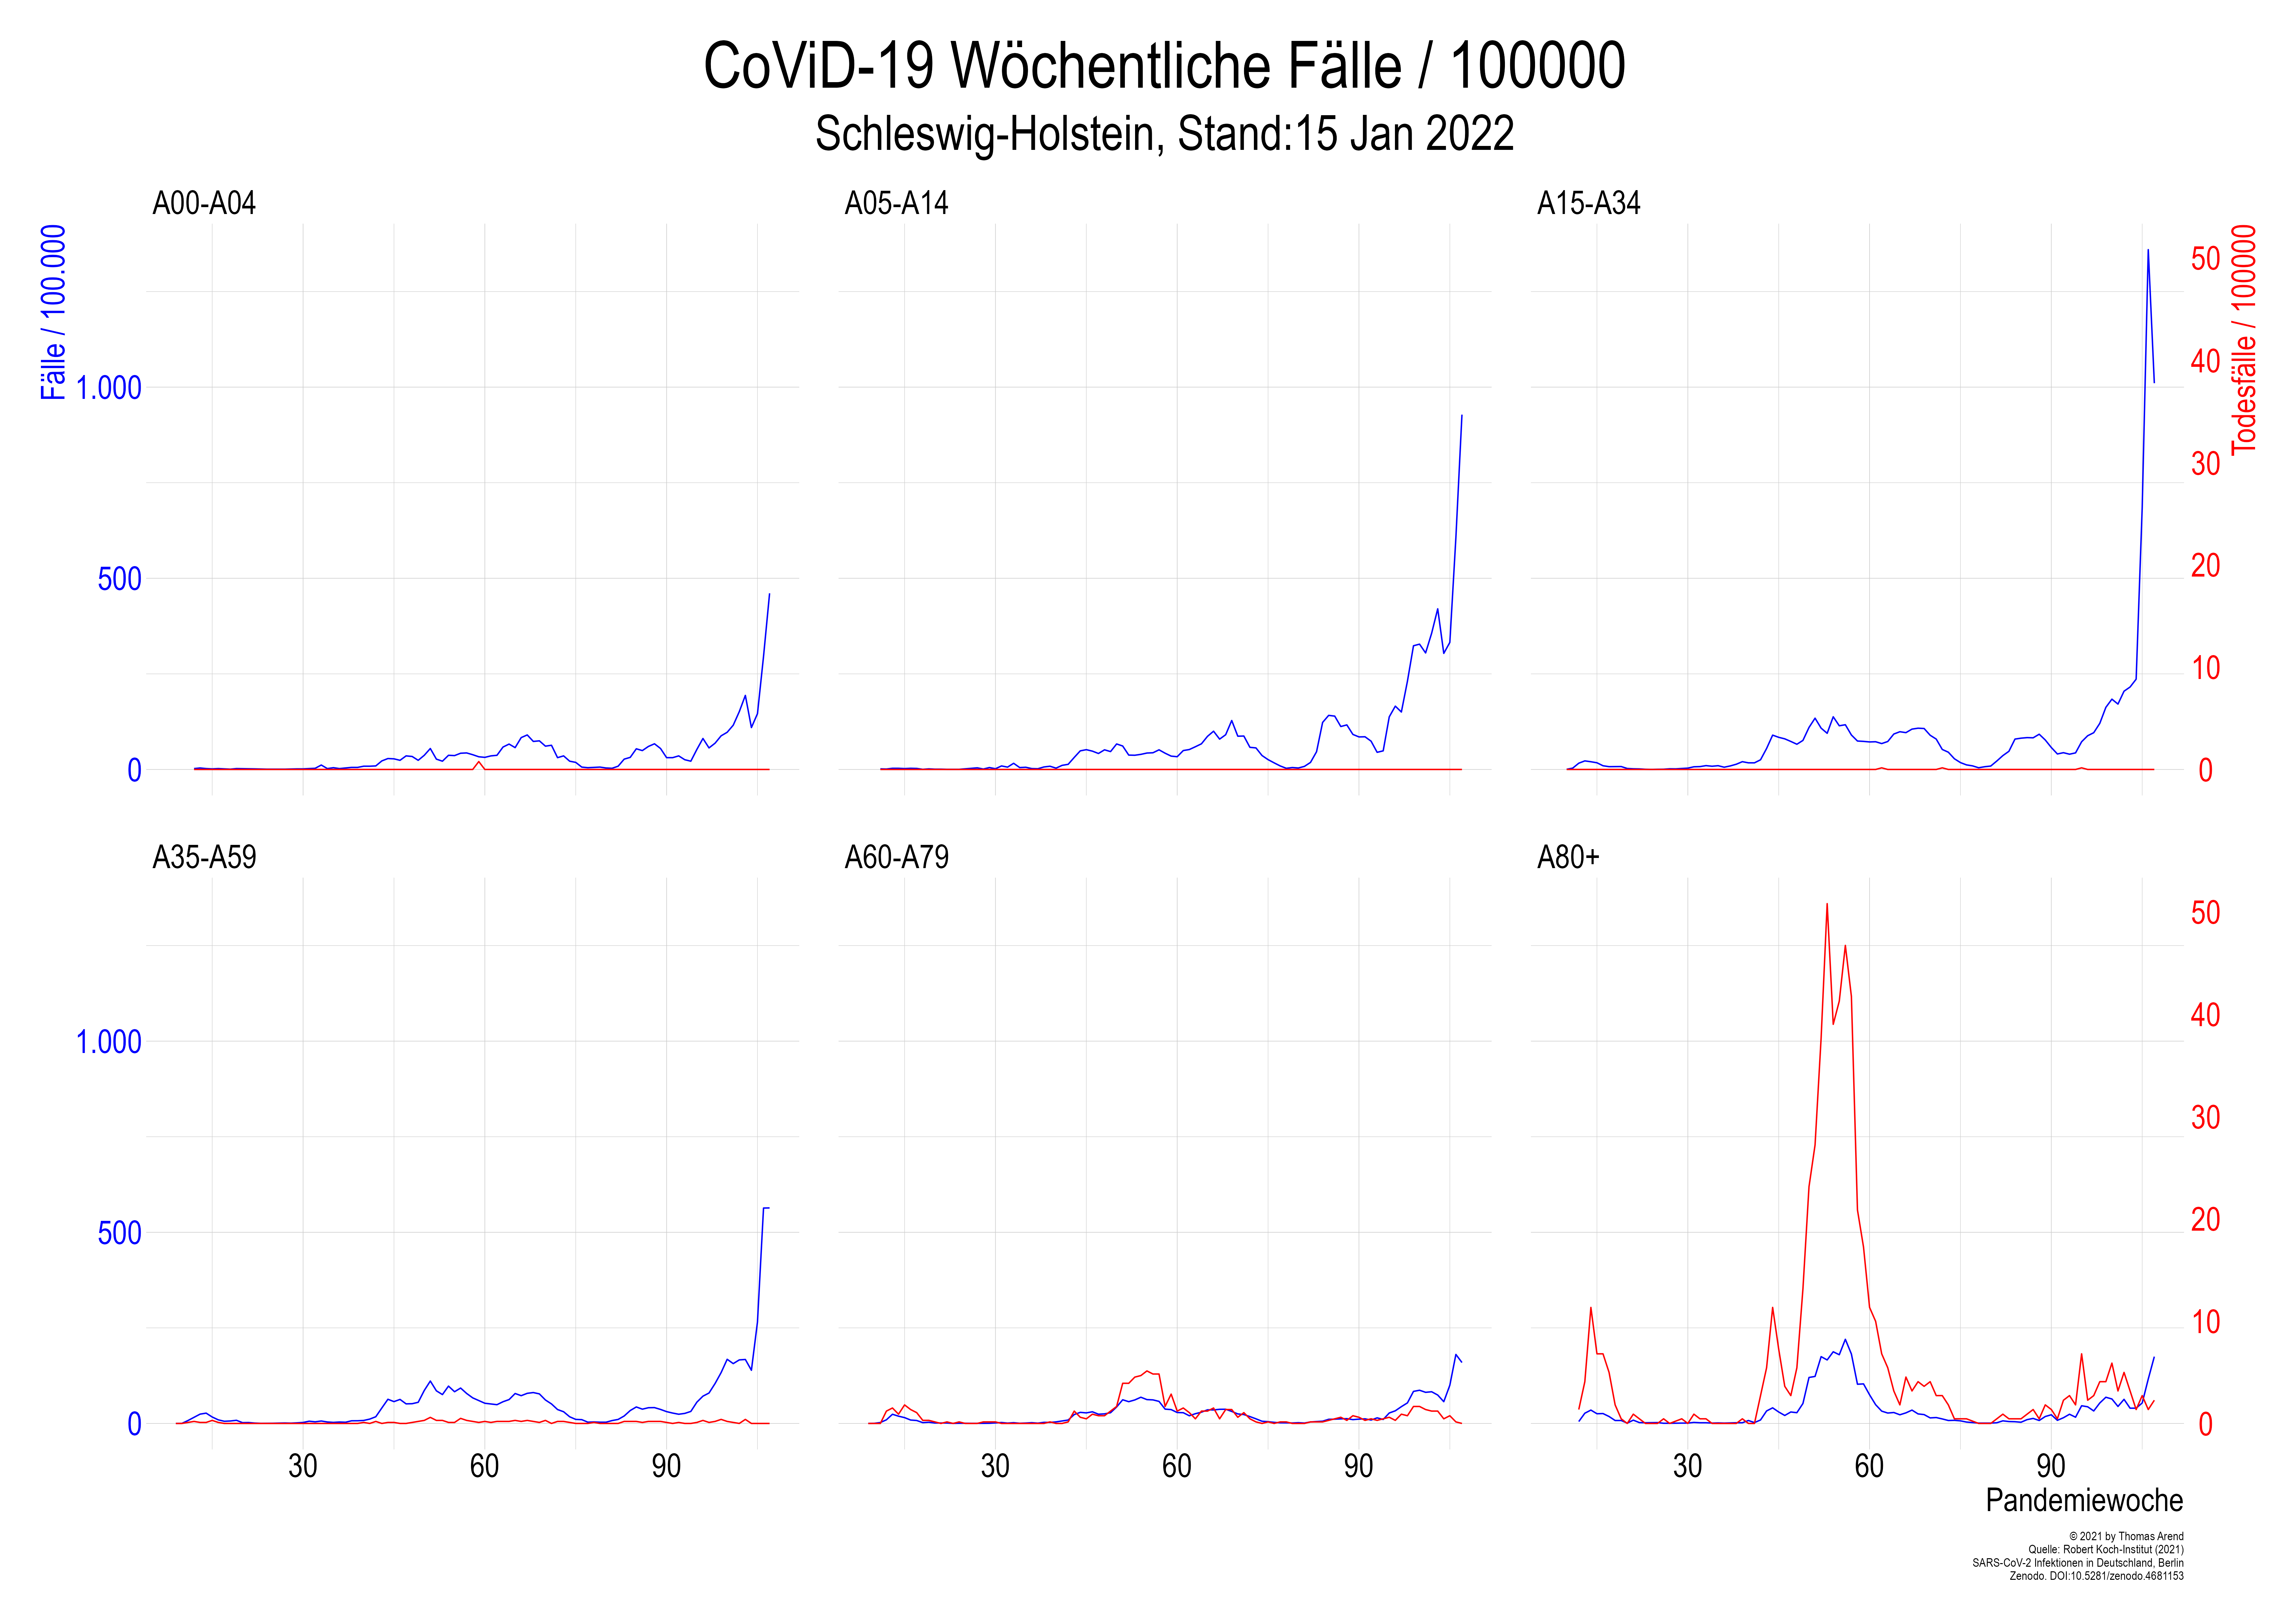 CoViD-19 Wöchentliche Fälle / 100000
Schleswig-Holstein, Stand:15 Jan 2022
A00-A04
A05-A14
A15-A34
Fälle / 100.000
1.000
500
0
50
40
30
20
10
0
Todesfälle / 100000
A35-A59
A60-A79
A80+
1.000
500
0
50
40
30
20
10
0
30 60 90
30 60 90
30 60 90
Pandemiewoche
© 2021 by Thomas Arend
Quelle: Robert Koch-Institut (2021)
SARS-CoV-2 Infektionen in Deutschland, Berlin
Zenodo. DOI:10.5281/zenodo.4681153